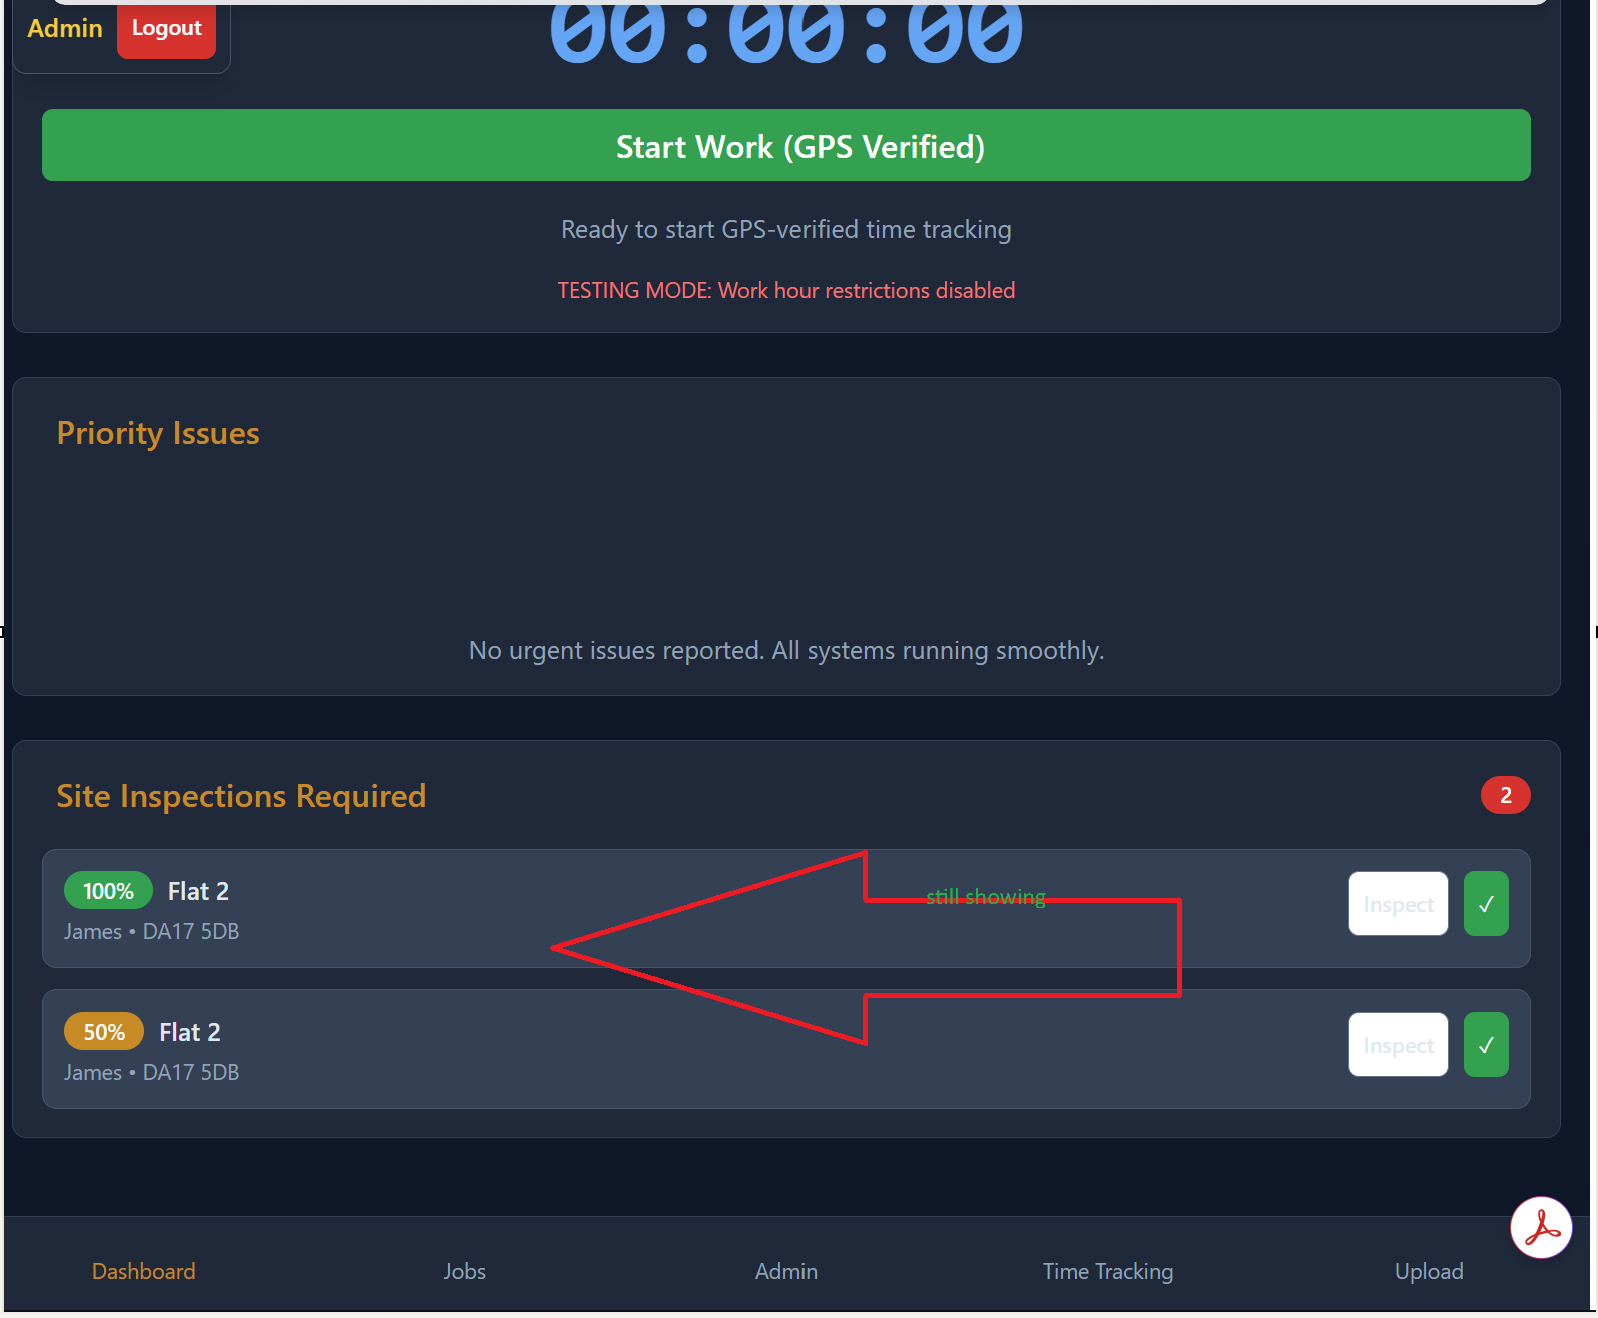 Admin
Logout
00:00:00
Start Work (GPS Verified)
Ready to start GPS-verified time tracking
TESTING MODE: Work hour restrictions disabled
Priority Issues
No urgent issues reported. All systems running smoothly.
Site Inspections Required
2
100% Flat 2
James • DA17 5DB
still showing
Inspect ✓
50% Flat 2
James • DA17 5DB
Inspect ✓
Dashboard
Jobs
Admin
Time Tracking
Upload